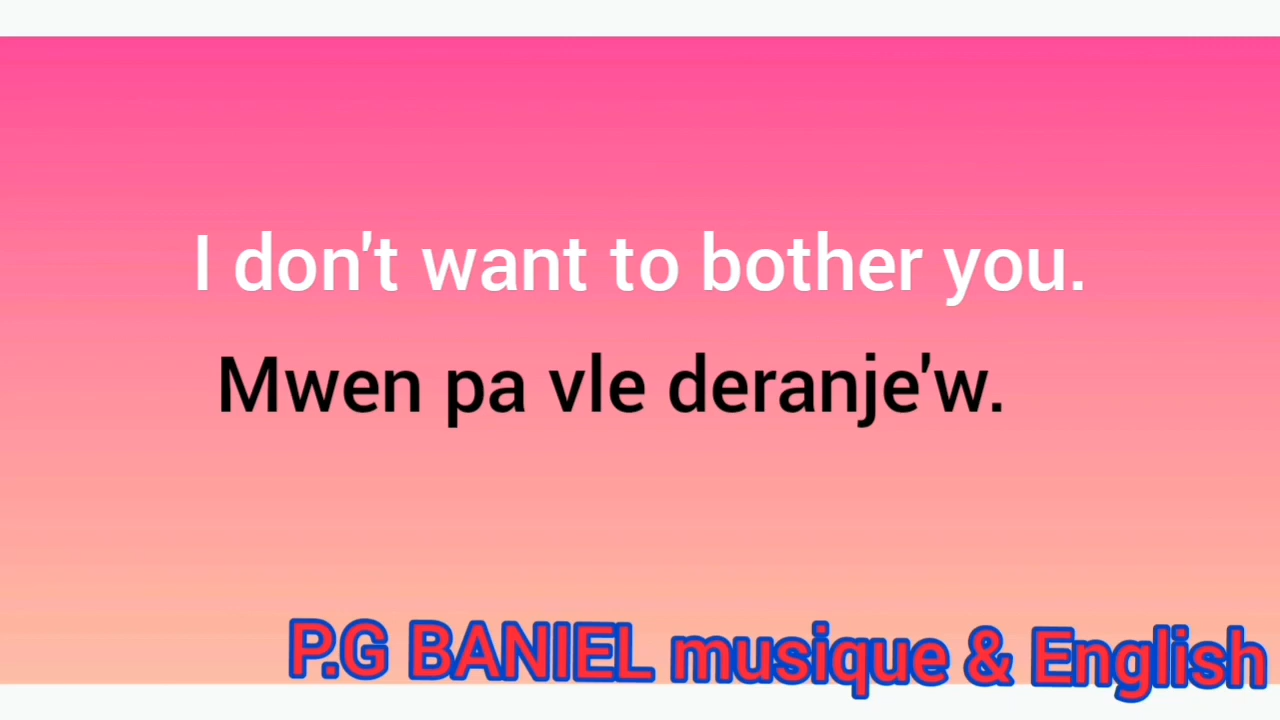 I don't want to bother you.
Mwen pa vle deranje'w.
P.G BANIEL musique & English